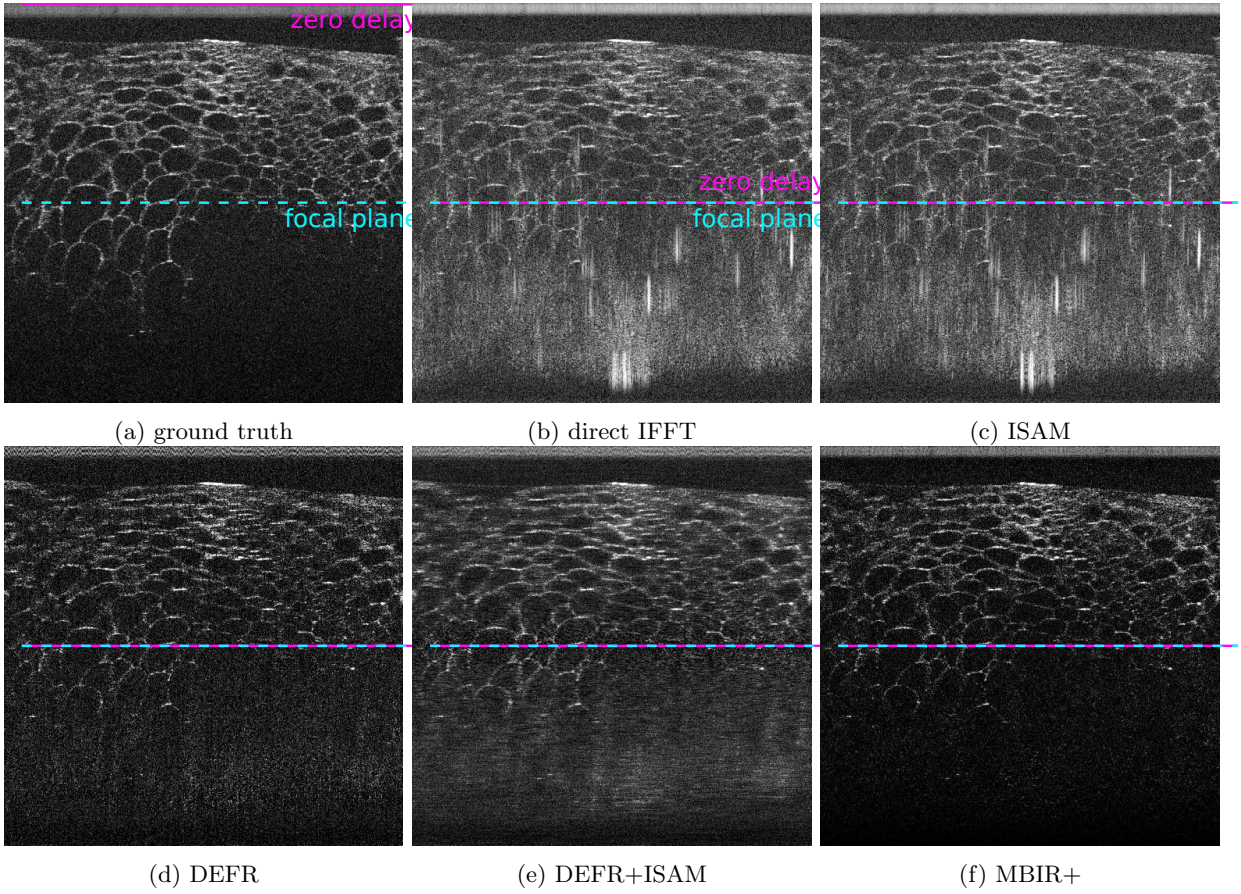 zero delay
focal plane
zero delay
focal plane
(a) ground truth
(b) direct IFFT
(c) ISAM
(d) DEFR
(e) DEFR+ISAM
(f) MBIR+